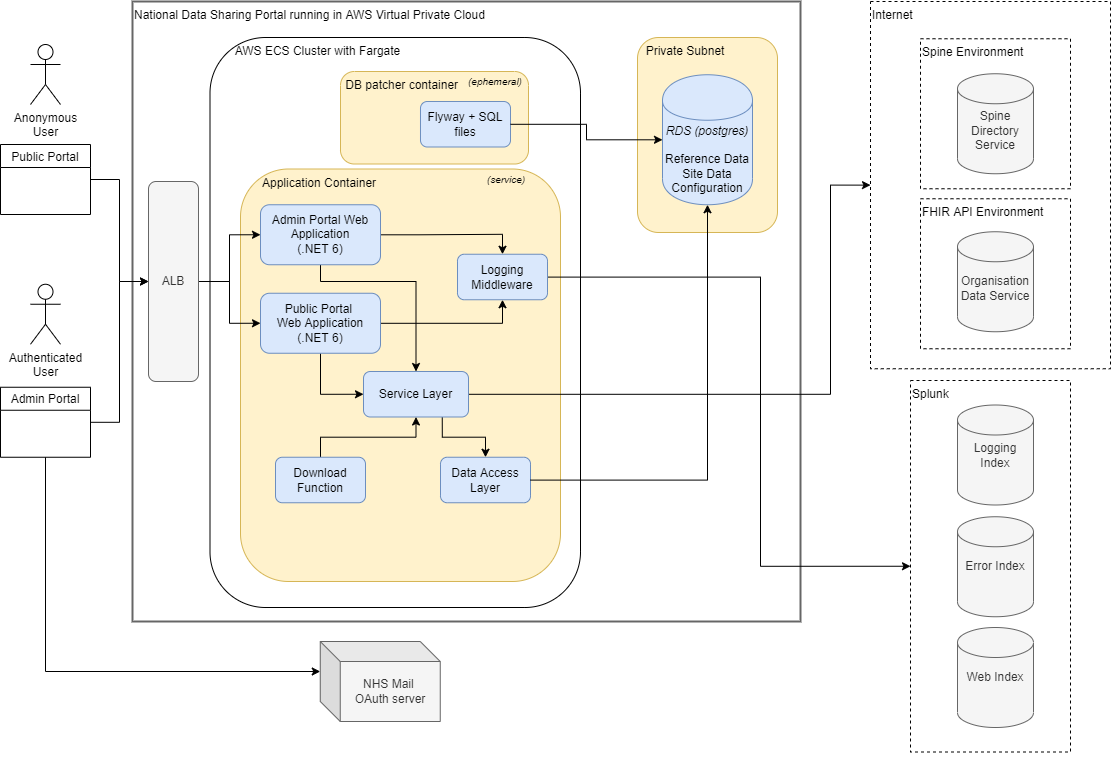 National Data Sharing Portal running in AWS Virtual Private Cloud
Anonymous
User
Public Portal
Authenticated
User
Admin Portal
ALB
AWS ECS Cluster with Fargate
DB patcher container
(ephemeral)
Flyway + SQL
files
Application Container
(service)
Admin Portal Web
Application
(.NET 6)
Public Portal
Web Application
(.NET 6)
Logging
Middleware
Service Layer
Download
Function
Data Access
Layer
Private Subnet
RDS (postgres)
Reference Data
Site Data
Configuration
Internet
Spine Environment
Spine
Directory
Service
FHIR API Environment
Organisation
Data Service
Splunk
Logging
Index
Error Index
Web Index
NHS Mail
OAuth server